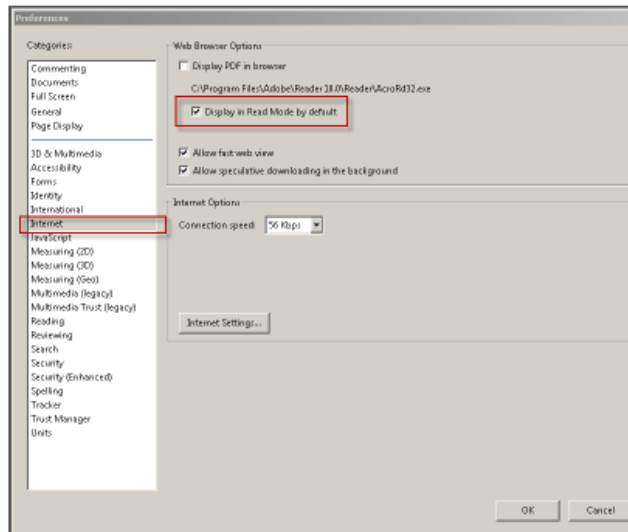 Preferences
Categories:
Commenting
Documents
Full Screen
General
Page Display
3D & Multimedia
Accessibility
Forms
Identity
International
Internet
JavaScript
Measuring (2D)
Measuring (3D)
Measuring (Geo)
Multimedia (legacy)
Multimedia Trust (legacy)
Reading
Reviewing
Search
Security
Security (Enhanced)
Spelling
Tracker
Trust Manager
Units
Web Browser Options
Display PDF in browser
C:\Program Files\Adobe\Reader 10.0\Reader\AcroRd32.exe
Display in Read Mode by default
Allow fast web view
Allow speculative downloading in the background
Internet Options
Connection speed: 56 Kbps
Internet Settings...
OK Cancel